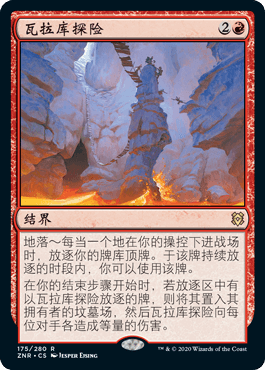 瓦拉库探险 2
结界
地落～每当一个地在你的操控下进战场
时，放逐你的牌库顶牌。于该牌持续放
逐的时段内，你可以使用该牌。
在你的结束步骤开始时，若放逐区中有
以瓦拉库探险放逐的牌，则将其置入其
拥有者的坟墓场，然后瓦拉库探险向每
位对手各造成等量的伤害。
175/280 R
ZNR • CS JESPER EJSING
™ & © 2020 Wizards of the Coast